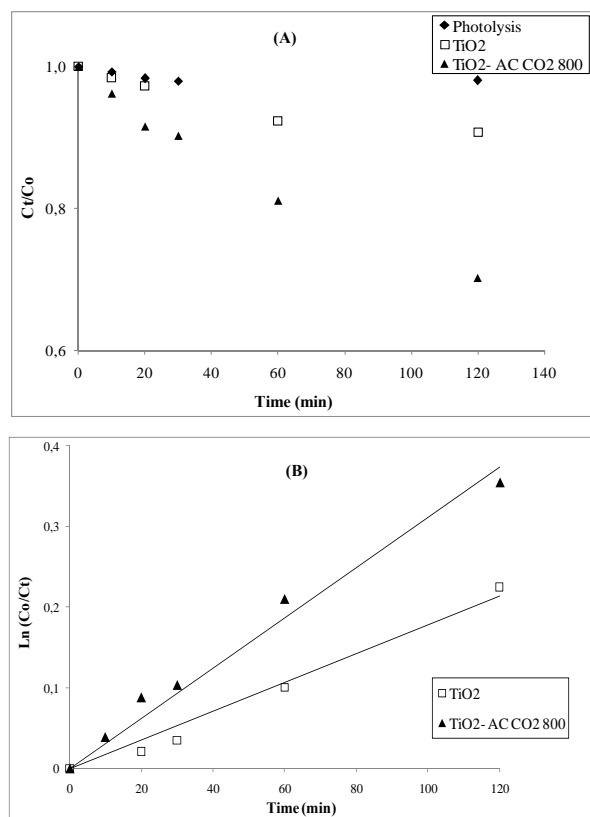 (A)
Photolysis
TiO2
TiO2- AC CO2 800
1,0
0,8
0,6
Ct/Co
0 20 40 60 80 100 120 140
Time (min)
(B)
0,4
0,3
0,2
0,1
0
Ln (Co/Ct)
TiO2
TiO2- AC CO2 800
0 20 40 60 80 100 120
Time (min)